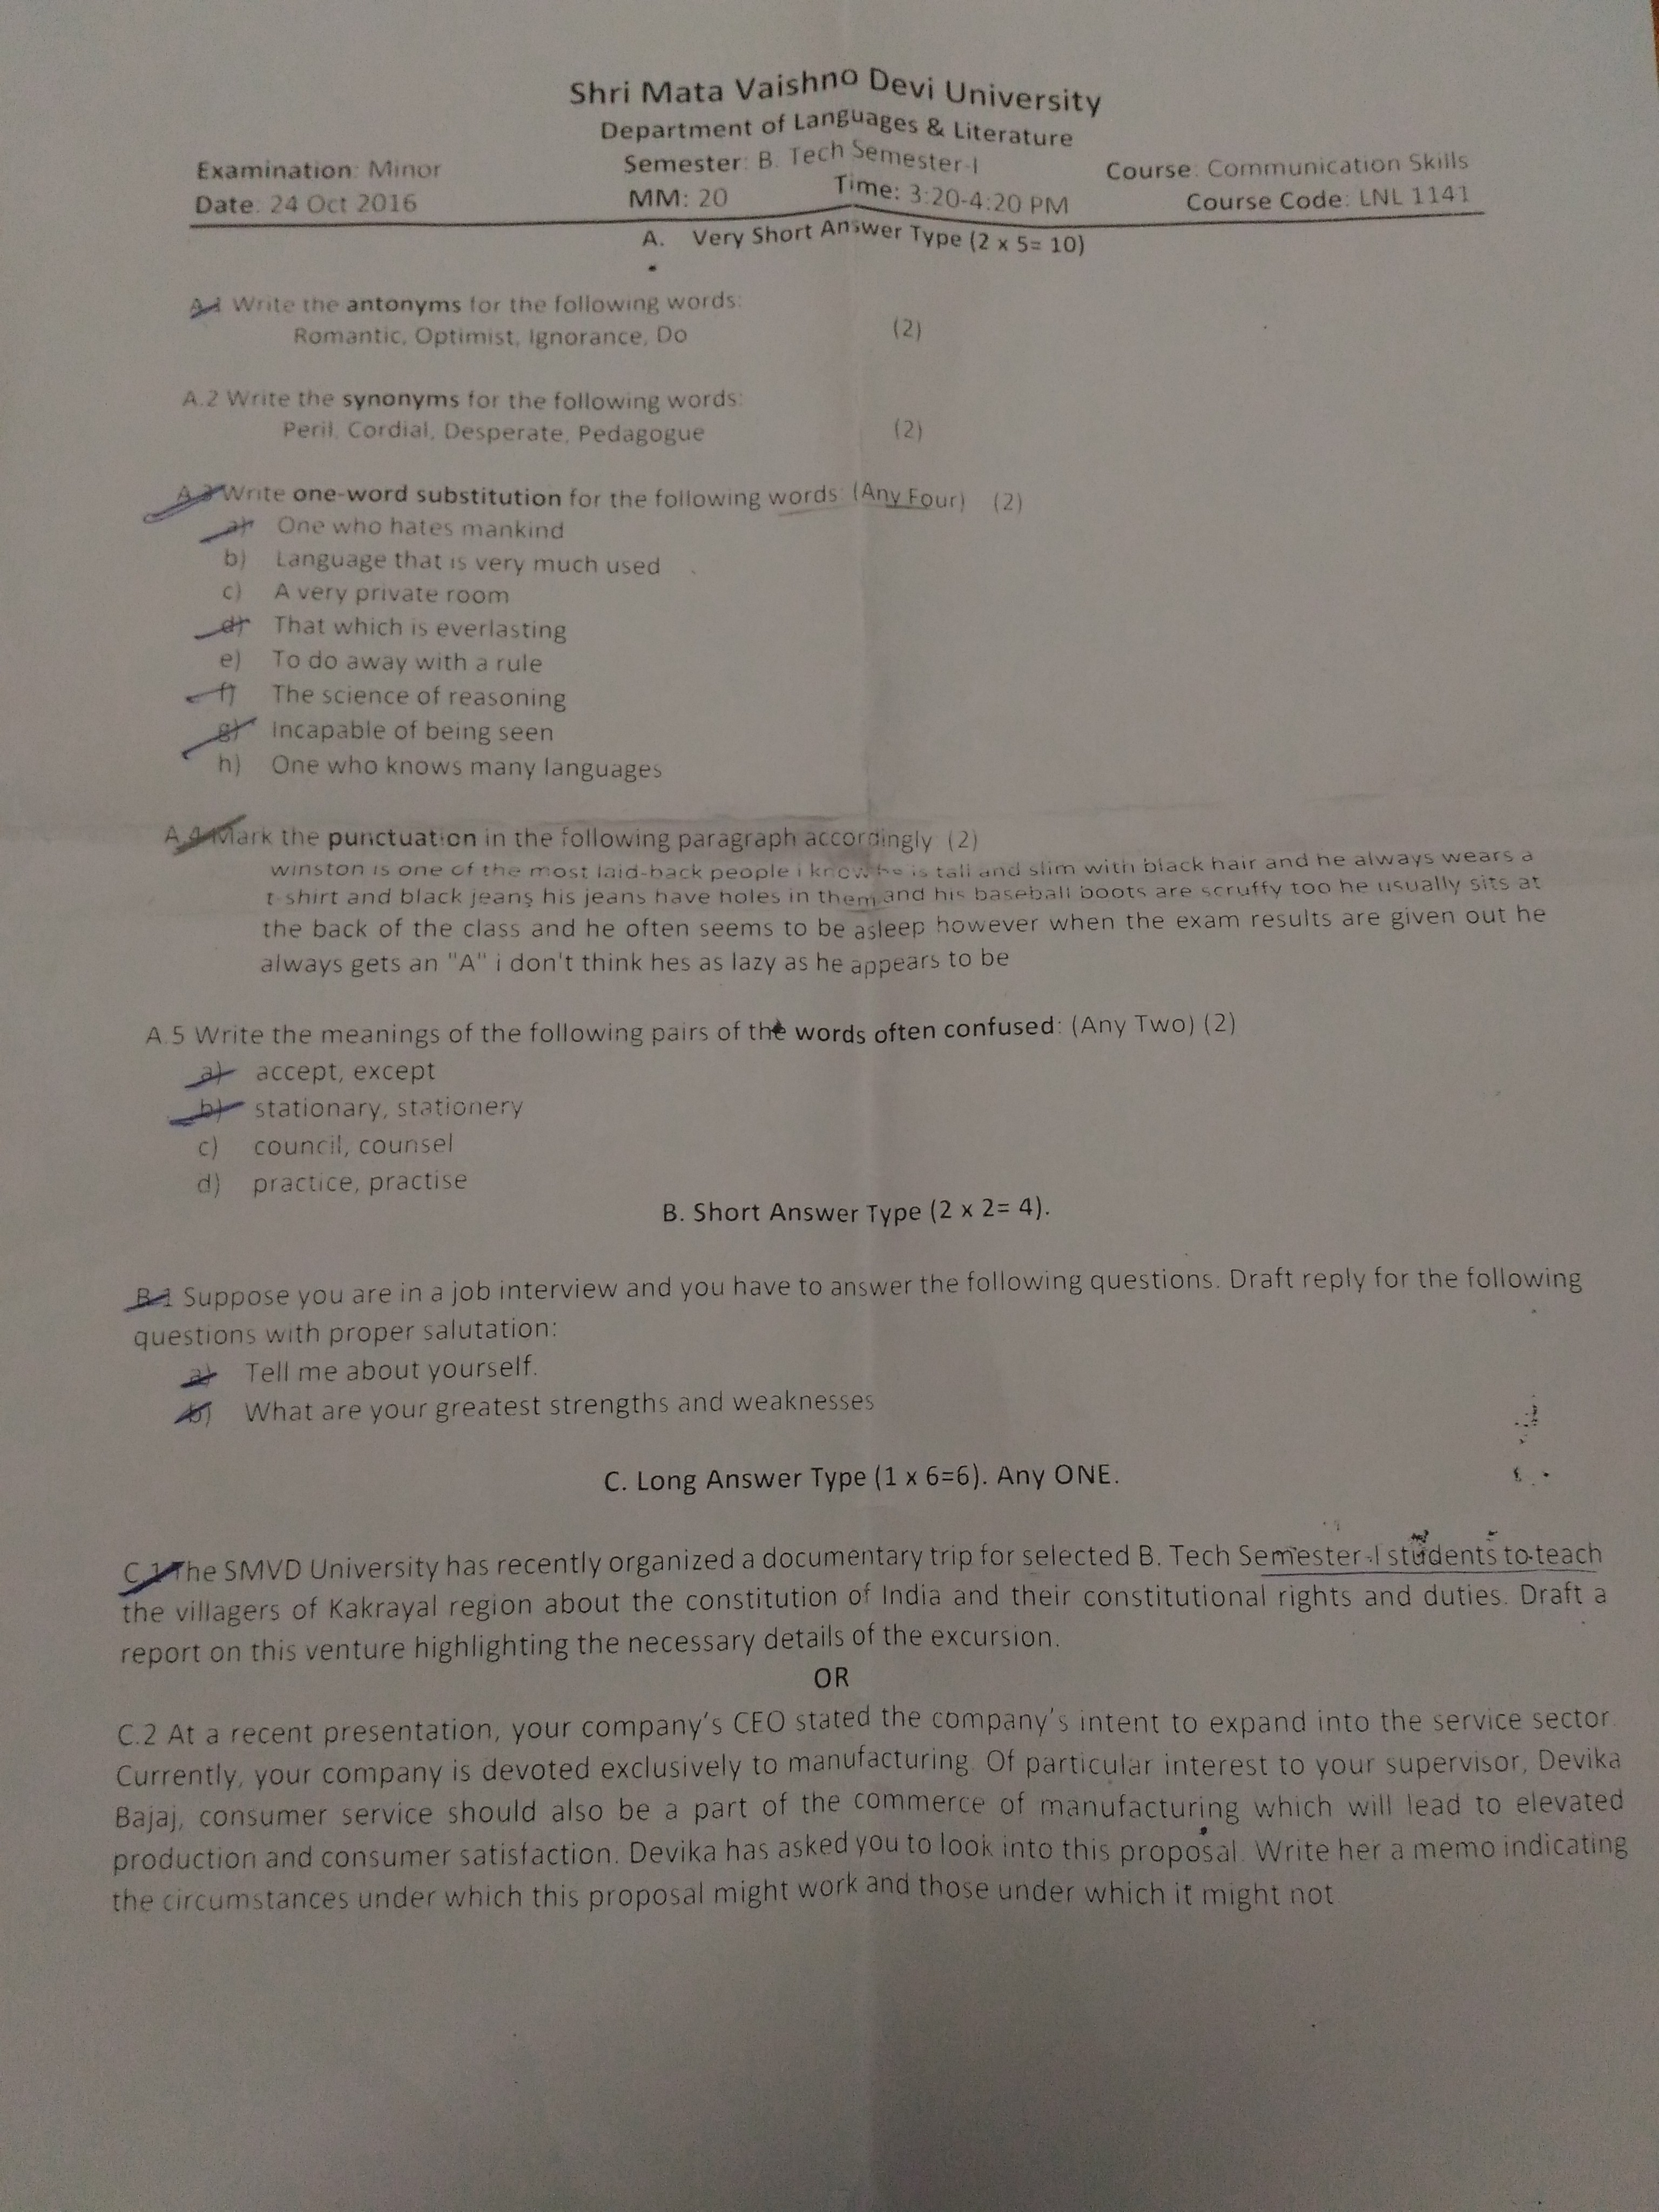 Shri Mata Vaishno Devi University
Department of Languages & Literature
Examination: Minor Semester: B. Tech Semester-I Course: Communication Skills
Date: 24 Oct 2016 MM: 20 Time: 3:20-4:20 PM Course Code: LNL 1141
A. Very Short Answer Type (2 x 5= 10)
A.1 Write the antonyms for the following words:
Romantic, Optimist, Ignorance, Do (2)
A.2 Write the synonyms for the following words:
Peril, Cordial, Desperate, Pedagogue (2)
A.3 Write one-word substitution for the following words: (Any Four) (2)
a) One who hates mankind
b) Language that is very much used
c) A very private room
d) That which is everlasting
e) To do away with a rule
f) The science of reasoning
g) Incapable of being seen
h) One who knows many languages
A.4 Mark the punctuation in the following paragraph accordingly (2)
winston is one of the most laid-back people i know he is tall and slim with black hair and he always wears a
t-shirt and black jeans his jeans have holes in them and his baseball boots are scruffy too he usually sits at
the back of the class and he often seems to be asleep however when the exam results are given out he
always gets an "A" i don't think hes as lazy as he appears to be
A.5 Write the meanings of the following pairs of the words often confused: (Any Two) (2)
a) accept, except
b) stationary, stationery
c) council, counsel
d) practice, practise
B. Short Answer Type (2 x 2= 4).
B.1 Suppose you are in a job interview and you have to answer the following questions. Draft reply for the following
questions with proper salutation:
a) Tell me about yourself.
b) What are your greatest strengths and weaknesses
C. Long Answer Type (1 x 6=6). Any ONE.
C.1 The SMVD University has recently organized a documentary trip for selected B. Tech Semester-I students to teach
the villagers of Kakrayal region about the constitution of India and their constitutional rights and duties. Draft a
report on this venture highlighting the necessary details of the excursion.
OR
C.2 At a recent presentation, your company's CEO stated the company's intent to expand into the service sector.
Currently, your company is devoted exclusively to manufacturing. Of particular interest to your supervisor, Devika
Bajaj, consumer service should also be a part of the commerce of manufacturing which will lead to elevated
production and consumer satisfaction. Devika has asked you to look into this proposal. Write her a memo indicating
the circumstances under which this proposal might work and those under which it might not